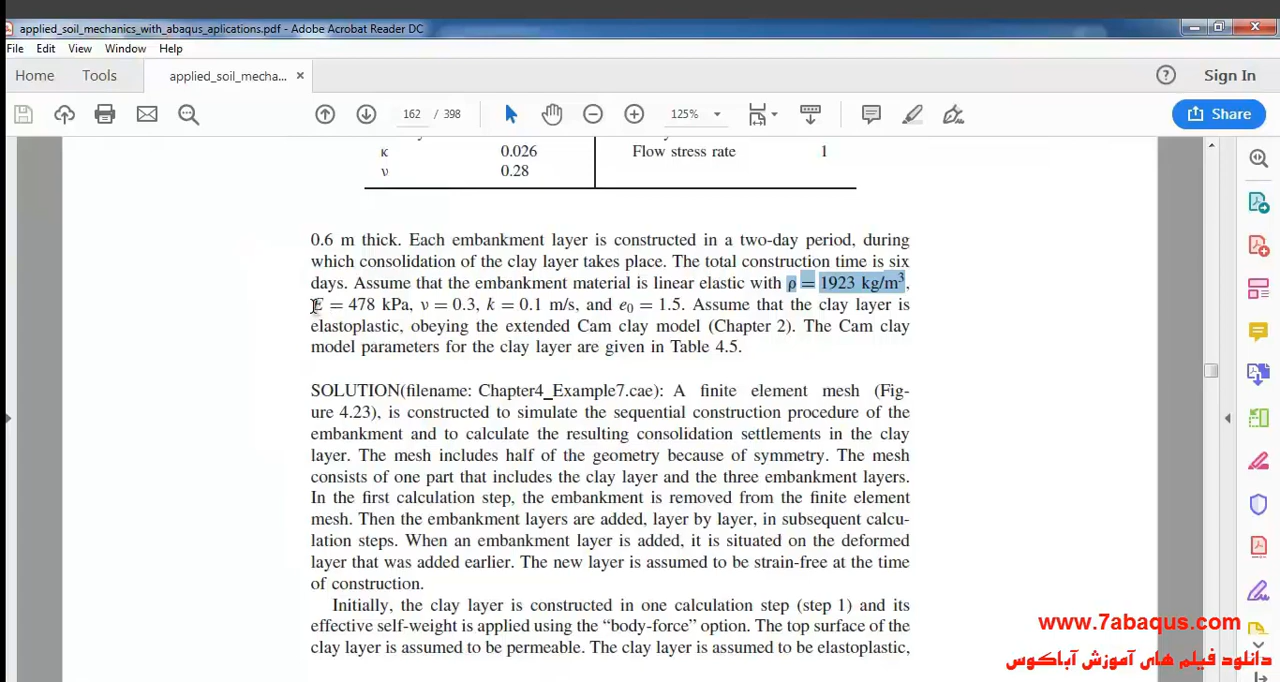 applied_soil_mechanics_with_abaqus_aplications.pdf - Adobe Acrobat Reader DC
File Edit View Window Help
Home Tools applied_soil_mecha... × Sign In
162 / 398 125% Share
κ 0.026 Flow stress rate 1
υ 0.28
0.6 m thick. Each embankment layer is constructed in a two-day period, during
which consolidation of the clay layer takes place. The total construction time is six
days. Assume that the embankment material is linear elastic with ρ = 1923 kg/m³,
E = 478 kPa, ν = 0.3, k = 0.1 m/s, and e₀ = 1.5. Assume that the clay layer is
elastoplastic, obeying the extended Cam clay model (Chapter 2). The Cam clay
model parameters for the clay layer are given in Table 4.5.
SOLUTION(filename: Chapter4_Example7.cae): A finite element mesh (Fig-
ure 4.23), is constructed to simulate the sequential construction procedure of the
embankment and to calculate the resulting consolidation settlements in the clay
layer. The mesh includes half of the geometry because of symmetry. The mesh
consists of one part that includes the clay layer and the three embankment layers.
In the first calculation step, the embankment is removed from the finite element
mesh. Then the embankment layers are added, layer by layer, in subsequent calcu-
lation steps. When an embankment layer is added, it is situated on the deformed
layer that was added earlier. The new layer is assumed to be strain-free at the time
of construction.
Initially, the clay layer is constructed in one calculation step (step 1) and its
effective self-weight is applied using the “body-force” option. The top surface of the
clay layer is assumed to be permeable. The clay layer is assumed to be elastoplastic,
www.7abaqus.com
دانلود فیلم های آموزش آباکوس